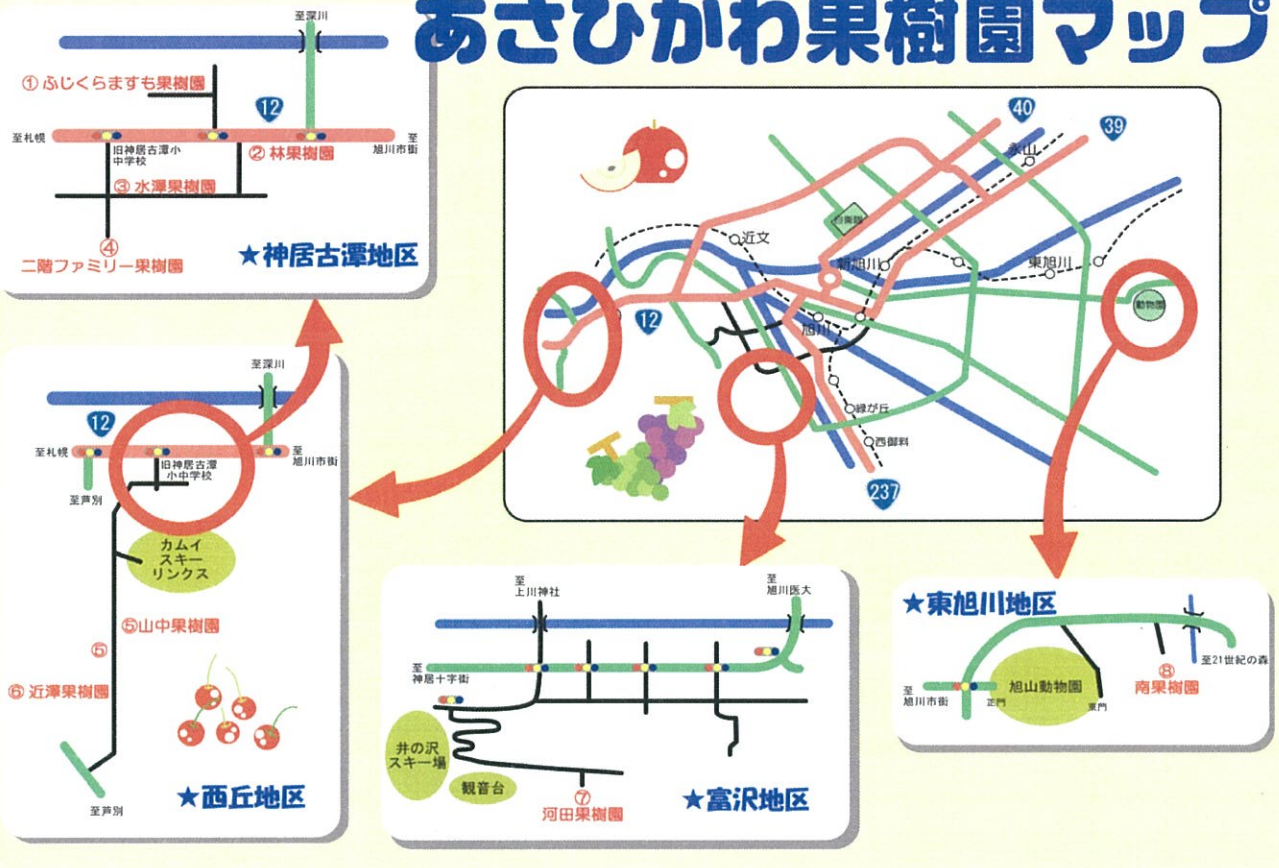 あさひかわ果樹園マップ
至深川
①ふじくらますも果樹園
12
至札幌
旧神居古潭小
中学校
②林果樹園
至
旭川市街
③水澤果樹園
④
二階ファミリー果樹園
★神居古潭地区
40
39
永山
近文
新旭川
東旭川
動物園
12
旭川
緑が丘
西御料
237
至深川
12
至札幌
旧神居古潭
小中学校
至
旭川市街
至芦別
カムイ
スキー
リンクス
⑤山中果樹園
⑤
⑥近澤果樹園
至芦別
★西丘地区
至
上川神社
至
旭川医大
至
神居十字街
井の沢
スキー場
観音台
⑦
河田果樹園
★富沢地区
★東旭川地区
至21世紀の森
至
旭川市街
正門
旭山動物園
東門
⑧
南果樹園